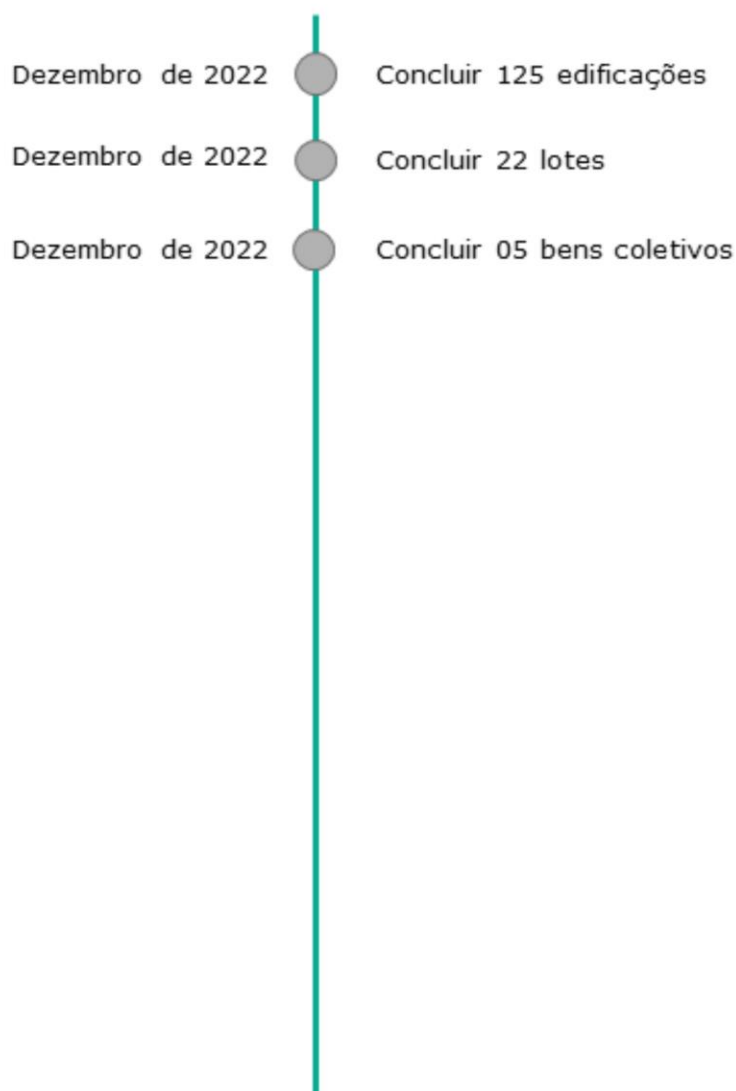 Dezembro de 2022 Concluir 125 edificações
Dezembro de 2022 Concluir 22 lotes
Dezembro de 2022 Concluir 05 bens coletivos